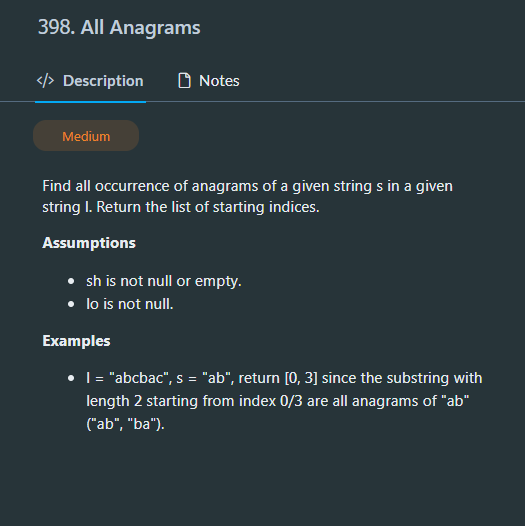 398. All Anagrams
</> Description Notes
Medium
Find all occurrence of anagrams of a given string s in a given
string l. Return the list of starting indices.
Assumptions
• sh is not null or empty.
• lo is not null.
Examples
• l = "abcbac", s = "ab", return [0, 3] since the substring with
length 2 starting from index 0/3 are all anagrams of "ab"
("ab", "ba").